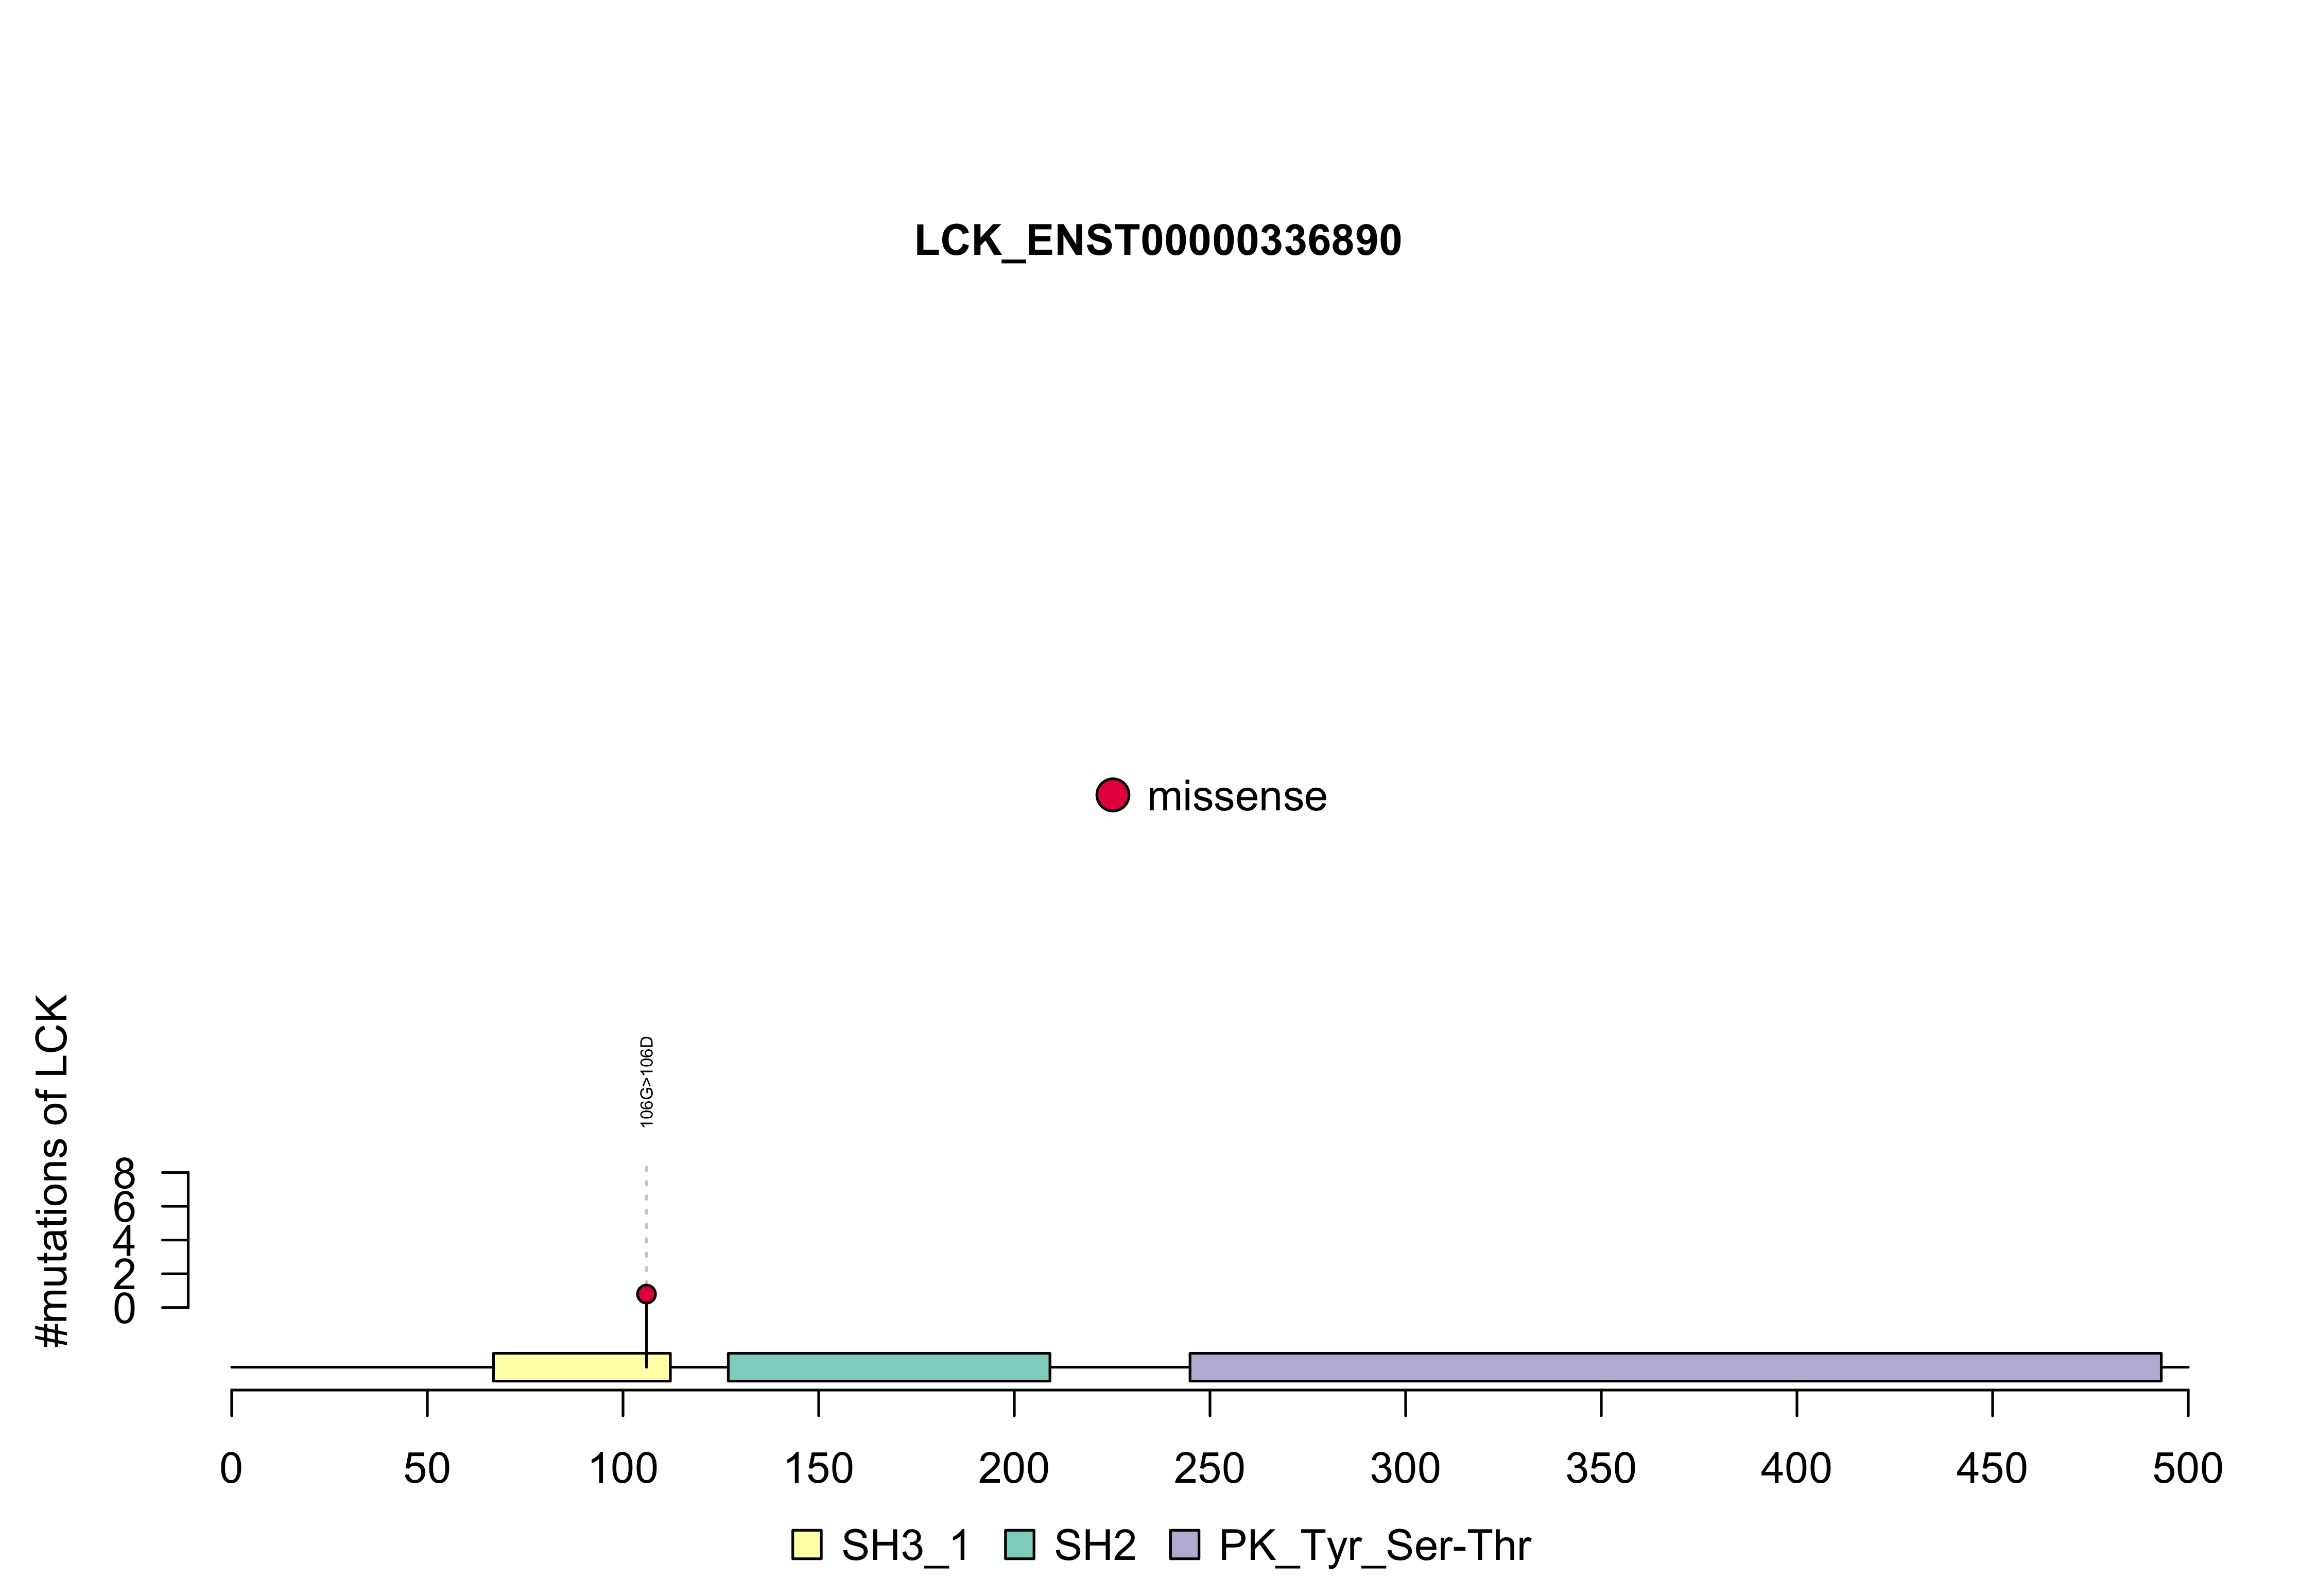 LCK_ENST00000336890
missense
#mutations of LCK
106G>106D
8
6
4
2
0
0 50 100 150 200 250 300 350 400 450 500
SH3_1 SH2 PK_Tyr_Ser-Thr